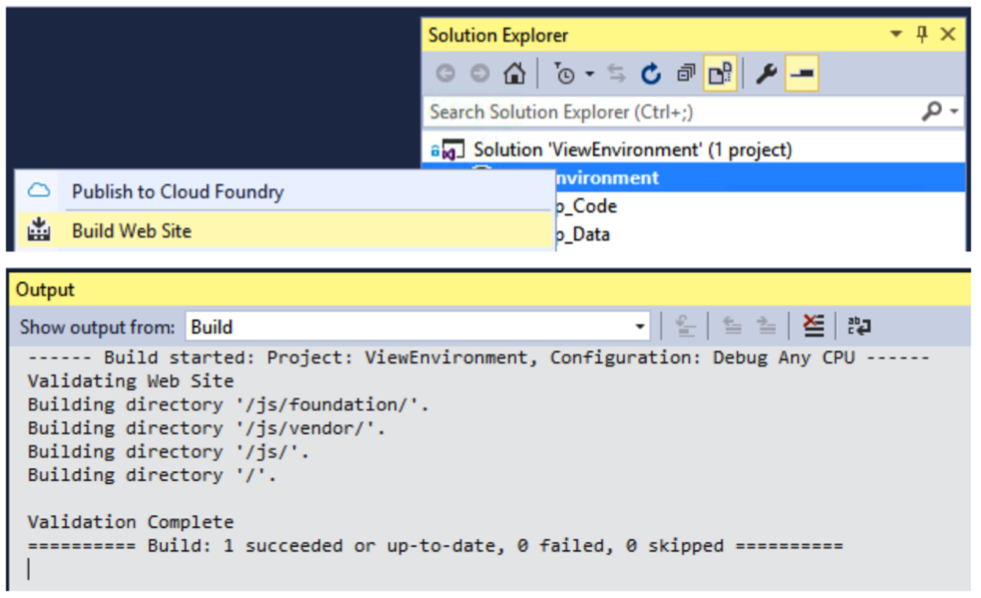 Solution Explorer
Search Solution Explorer (Ctrl+;)
Solution 'ViewEnvironment' (1 project)
nvironment
Publish to Cloud Foundry
p_Code
Build Web Site
p_Data
Output
Show output from: Build
------ Build started: Project: ViewEnvironment, Configuration: Debug Any CPU ------
Validating Web Site
Building directory '/js/foundation/'.
Building directory '/js/vendor/'.
Building directory '/js/'.
Building directory '/'.
Validation Complete
========== Build: 1 succeeded or up-to-date, 0 failed, 0 skipped ==========